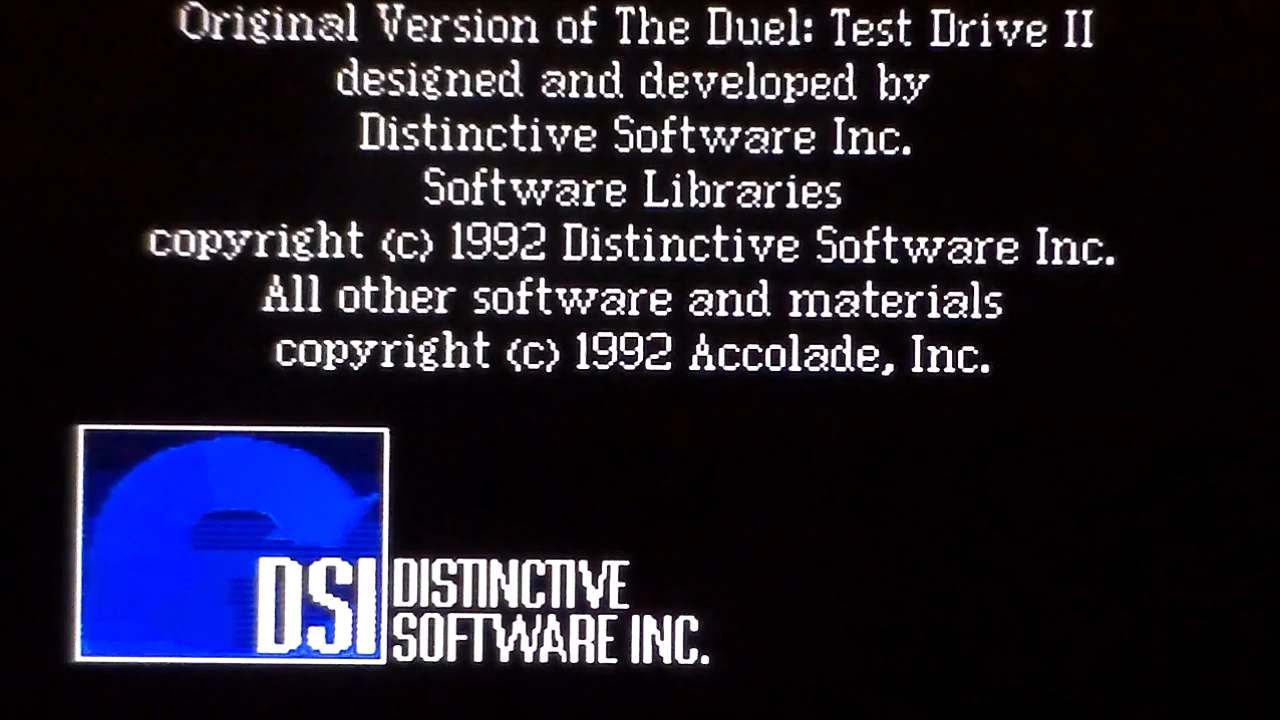 Original Version of The Duel: Test Drive II
designed and developed by
Distinctive Software Inc.
Software Libraries
copyright (c) 1992 Distinctive Software Inc.
All other software and materials
copyright (c) 1992 Accolade, Inc.
DSI
DISTINCTIVE
SOFTWARE INC.